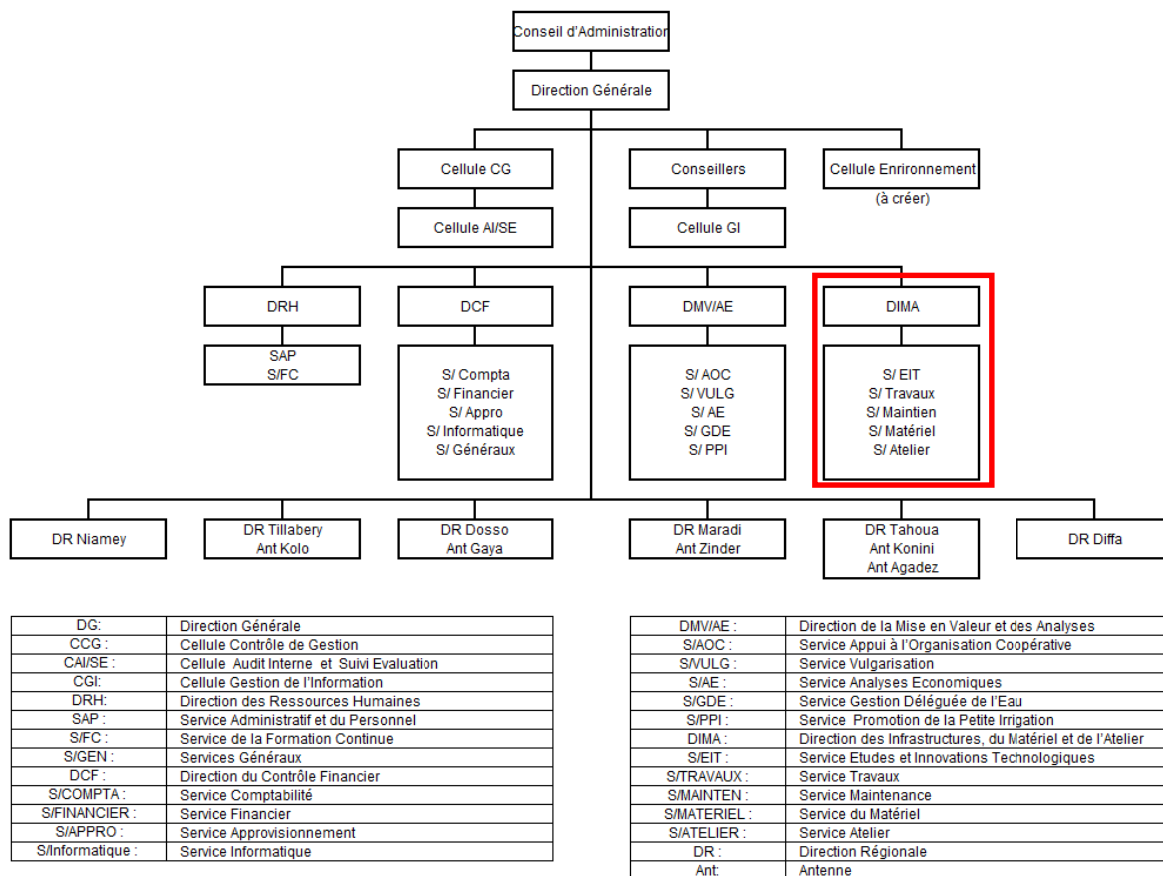 Conseil d'Administration
Direction Générale
Cellule CG
Conseillers
Cellule Enrironnement
(à créer)
Cellule AI/SE
Cellule GI
DRH
DCF
DMV/AE
DIMA
SAP
S/FC
S/ Compta
S/ Financier
S/ Appro
S/ Informatique
S/ Généraux
S/ AOC
S/ VULG
S/ AE
S/ GDE
S/ PPI
S/ EIT
S/ Travaux
S/ Maintien
S/ Matériel
S/ Atelier
DR Niamey
DR Tillabery
Ant Kolo
DR Dosso
Ant Gaya
DR Maradi
Ant Zinder
DR Tahoua
Ant Konini
Ant Agadez
DR Diffa
DG: Direction Générale
CCG : Cellule Contrôle de Gestion
CAI/SE : Cellule Audit Interne et Suivi Evaluation
CGI: Cellule Gestion de l'Information
DRH: Direction des Ressources Humaines
SAP : Service Administratif et du Personnel
S/FC : Service de la Formation Continue
S/GEN : Services Généraux
DCF : Direction du Contrôle Financier
S/COMPTA : Service Comptabilité
S/FINANCIER : Service Financier
S/APPRO : Service Approvisionnement
S/Informatique : Service Informatique
DMV/AE : Direction de la Mise en Valeur et des Analyses
S/AOC : Service Appui à l'Organisation Coopérative
S/VULG : Service Vulgarisation
S/AE : Service Analyses Economiques
S/GDE : Service Gestion Déléguée de l'Eau
S/PPI : Service Promotion de la Petite Irrigation
DIMA : Direction des Infrastructures, du Matériel et de l'Atelier
S/EIT : Service Etudes et Innovations Technologiques
S/TRAVAUX : Service Travaux
S/MAINTEN : Service Maintenance
S/MATERIEL : Service du Matériel
S/ATELIER : Service Atelier
DR : Direction Régionale
Ant: Antenne